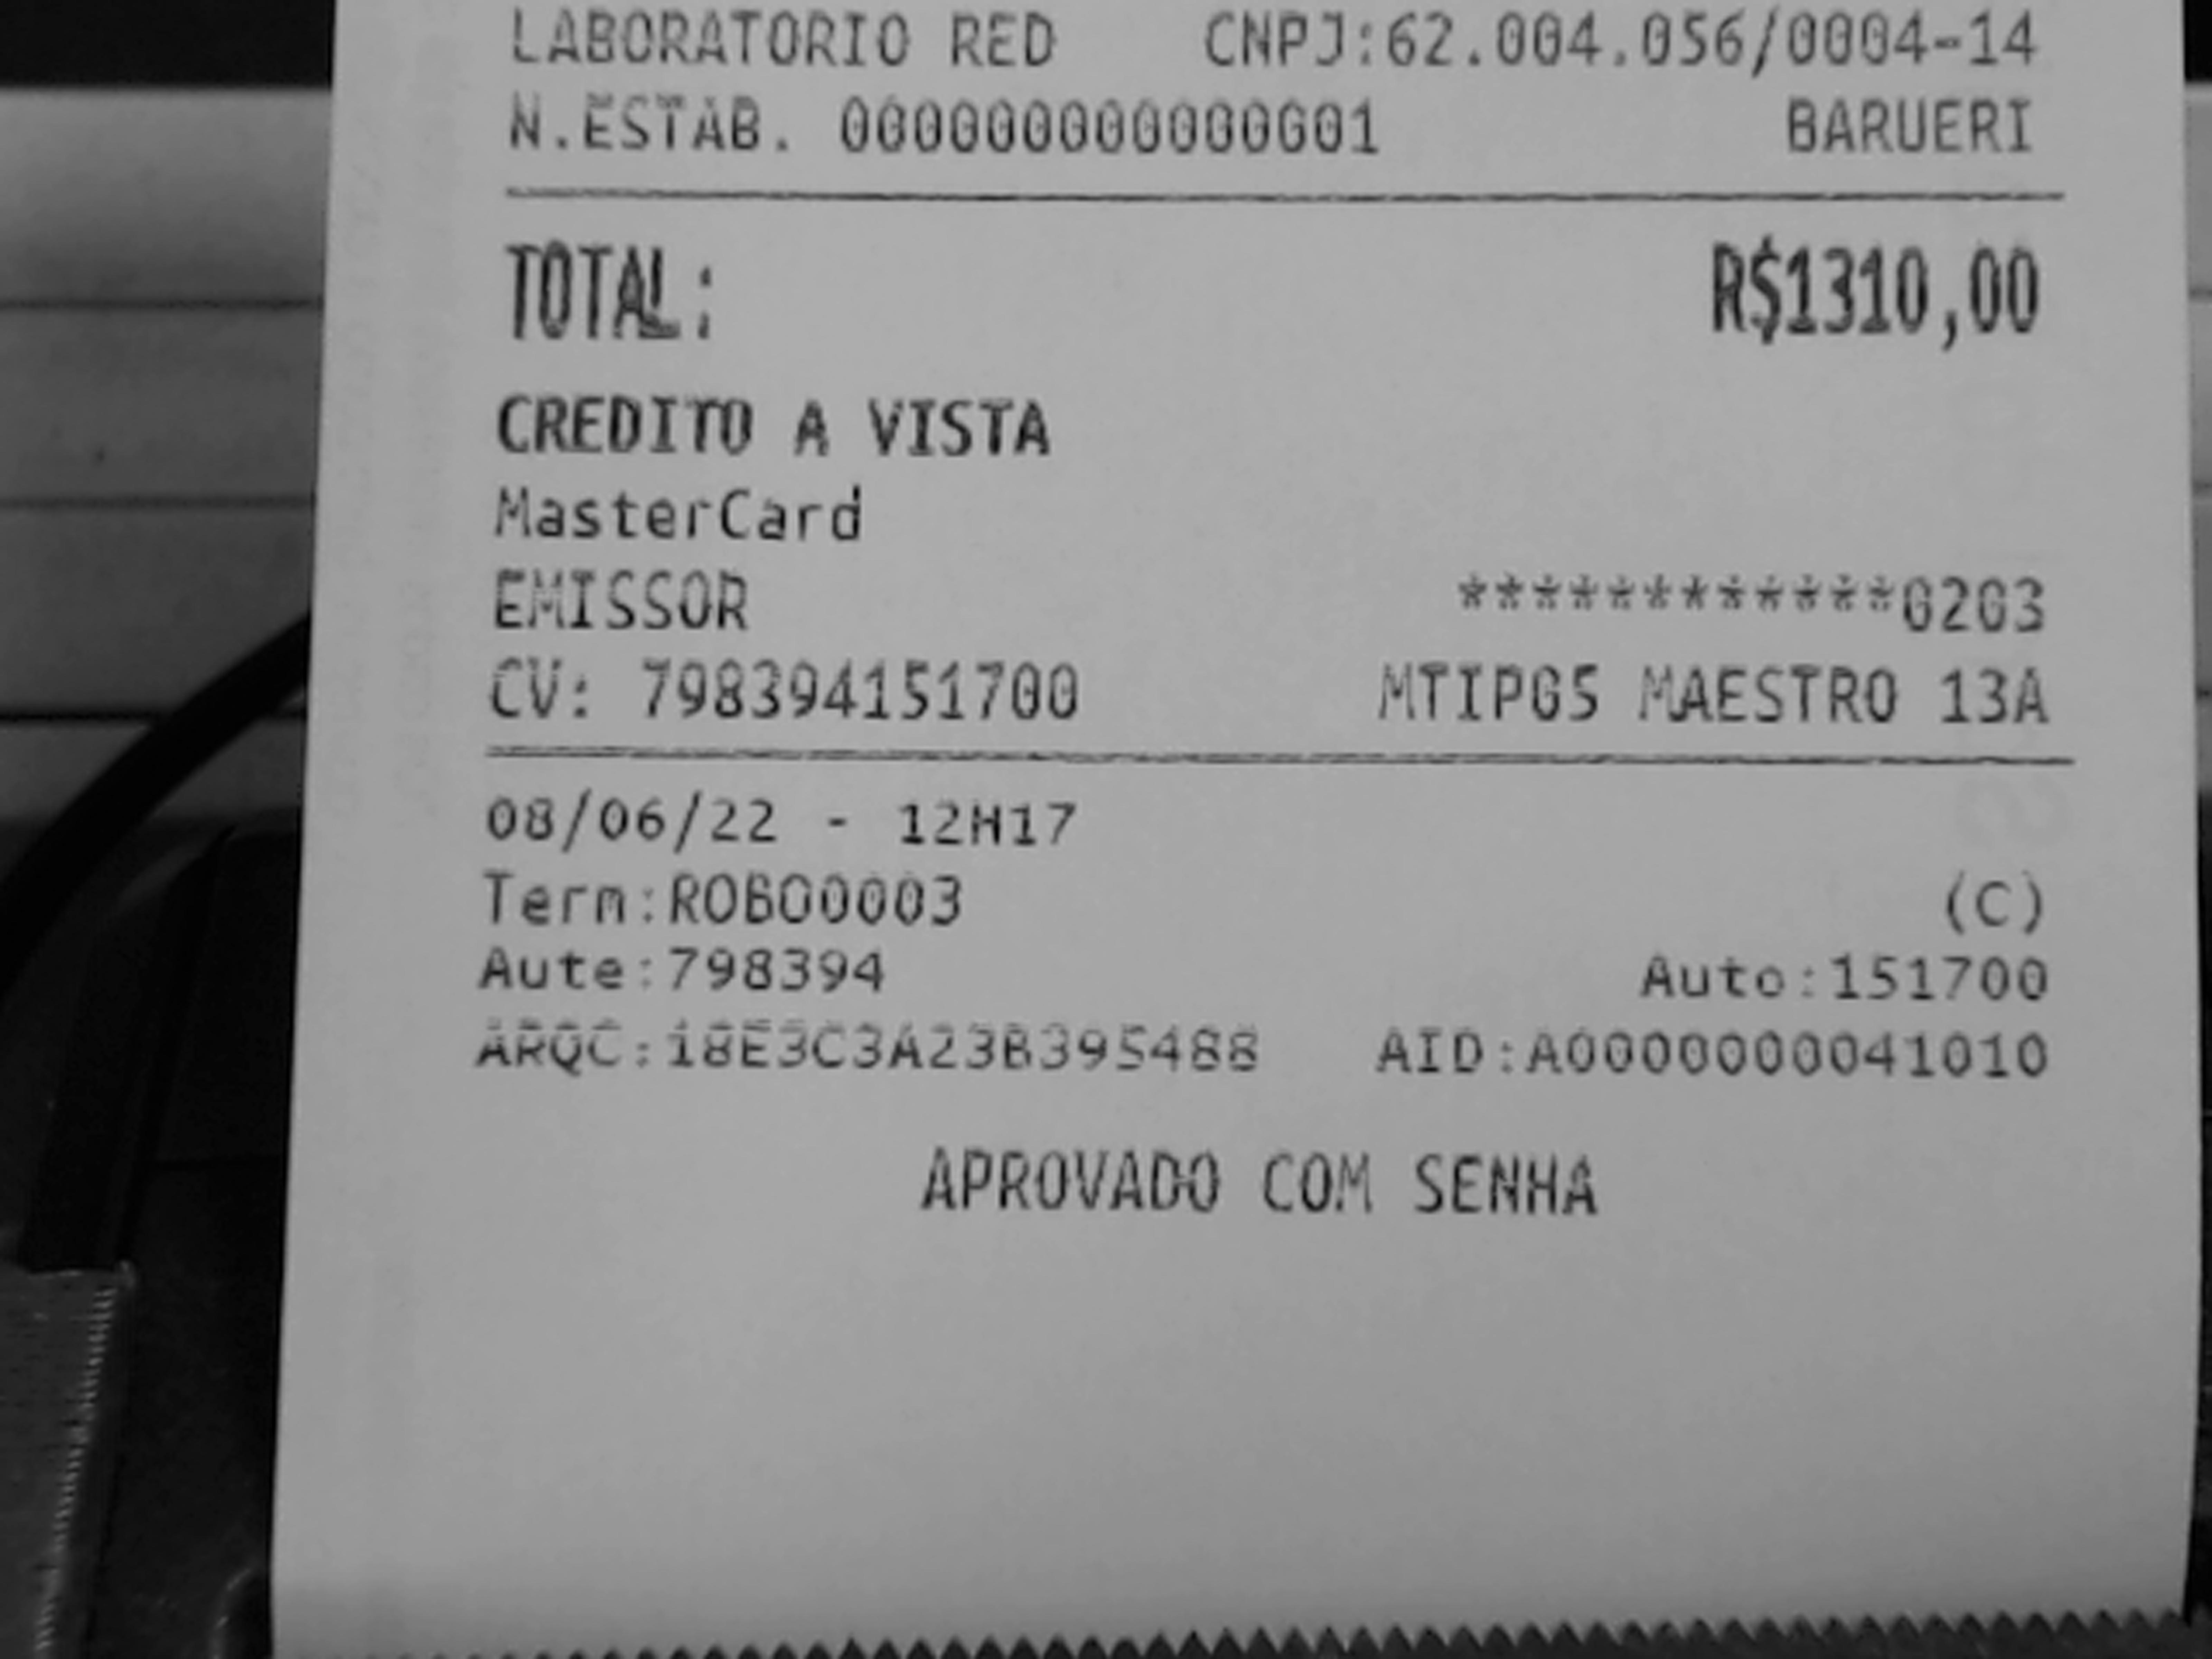 LABORATORIO RED CNPJ:62.004.056/0004-14
N.ESTAB. 000000000000001 BARUERI
TOTAL: R$1310,00
CREDITO A VISTA
MasterCard
EMISSOR ************0203
CV: 798394151700 MTIP05 MAESTRO 13A
08/06/22 - 12H17
Term:ROBO0003 (C)
Aute:798394 Auto:151700
ARQC:18E3C3A23B395488 AID:A0000000041010
APROVADO COM SENHA